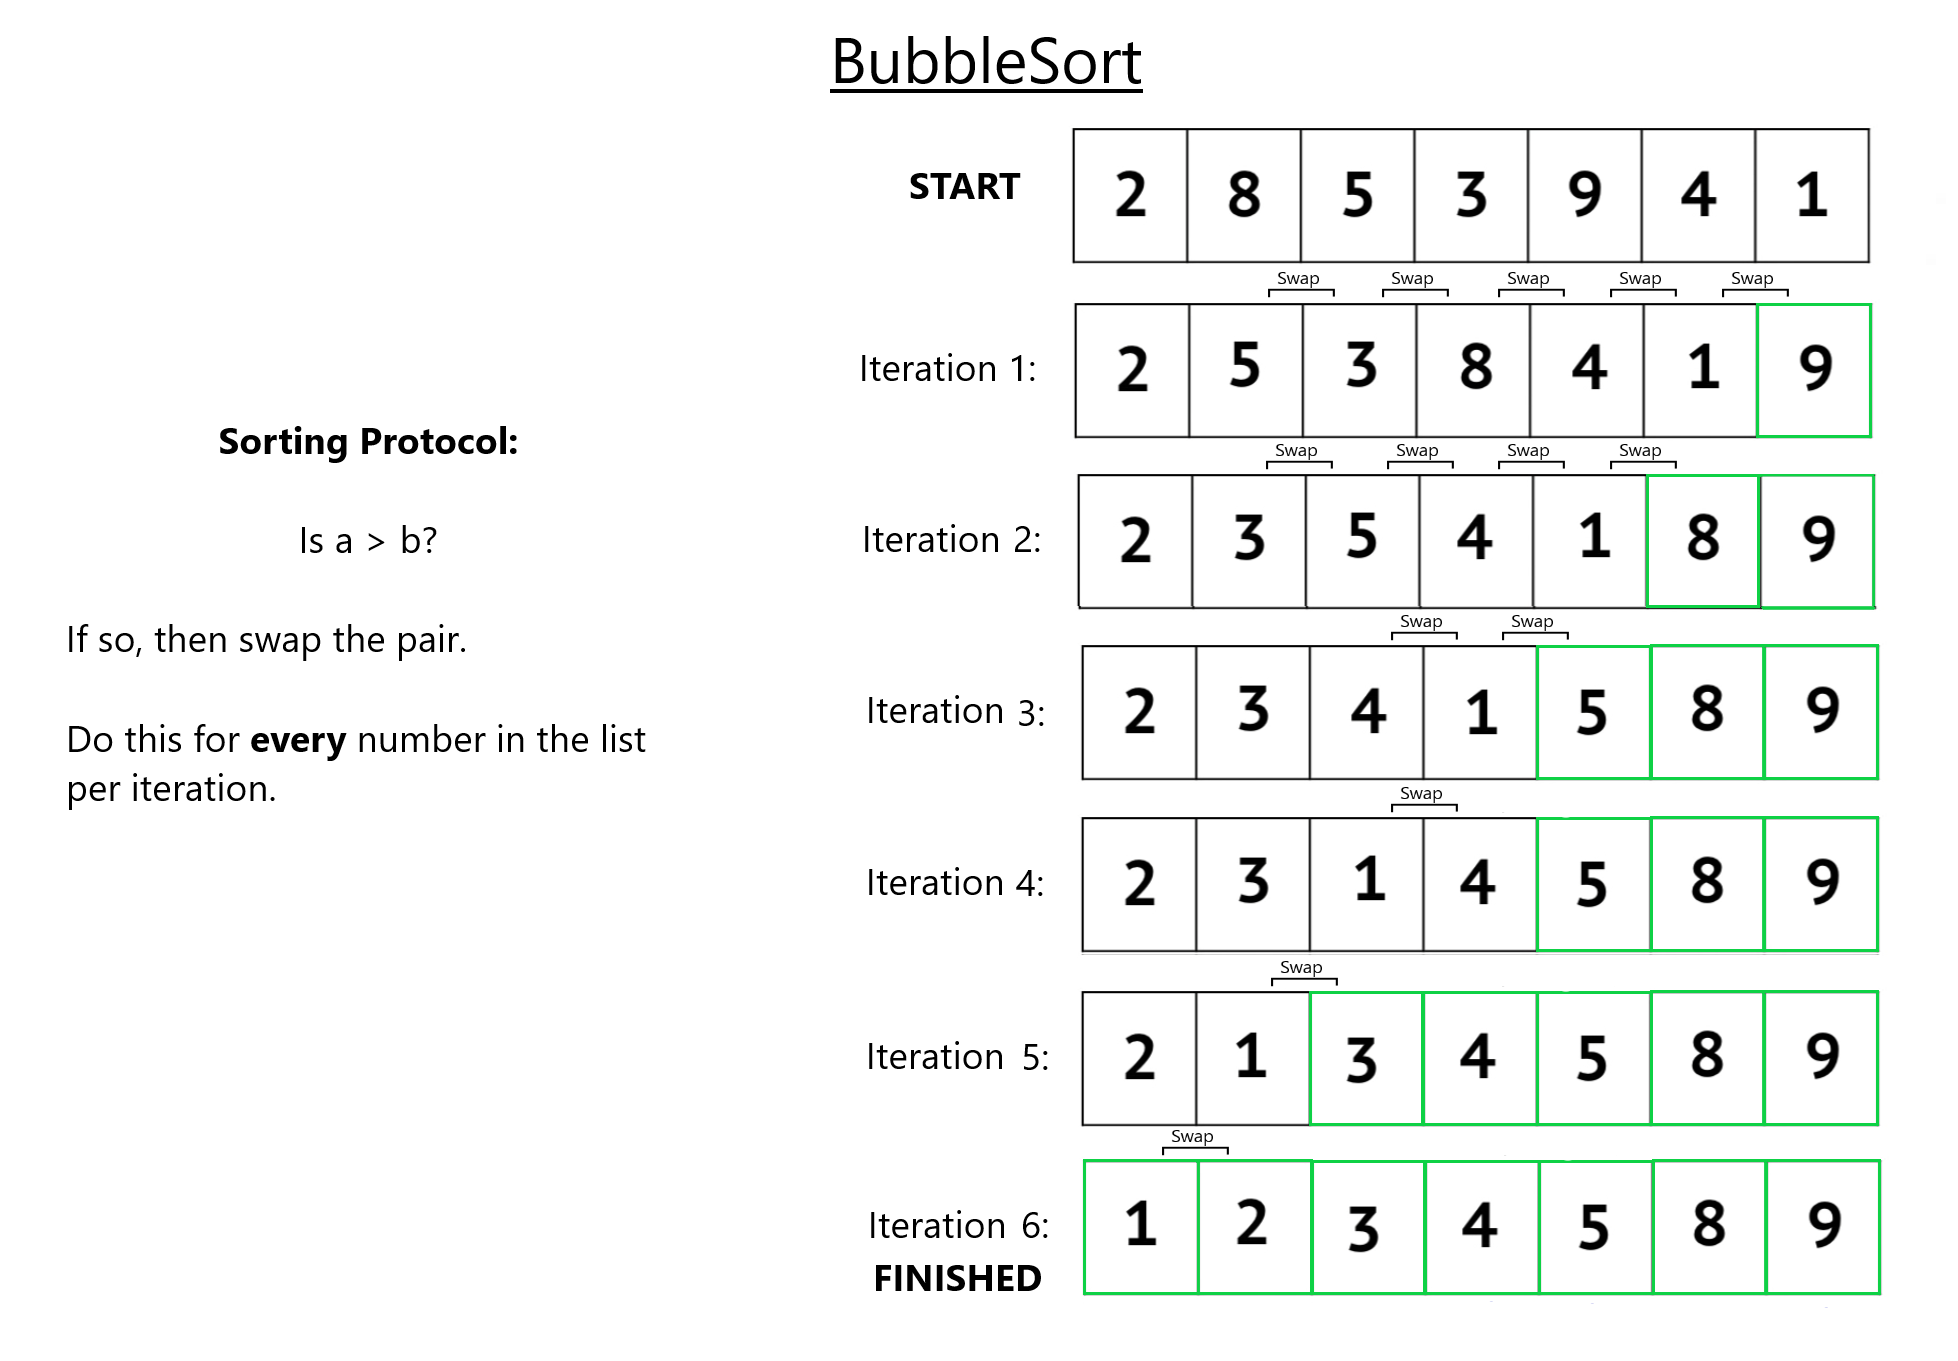 BubbleSort
START 2 8 5 3 9 4 1
Swap Swap Swap Swap Swap
Iteration 1: 2 5 3 8 4 1 9
Swap Swap Swap Swap
Iteration 2: 2 3 5 4 1 8 9
Swap Swap
Iteration 3: 2 3 4 1 5 8 9
Swap
Iteration 4: 2 3 1 4 5 8 9
Swap
Iteration 5: 2 1 3 4 5 8 9
Swap
Iteration 6: 1 2 3 4 5 8 9
FINISHED
Sorting Protocol:
Is a > b?
If so, then swap the pair.
Do this for every number in the list
per iteration.